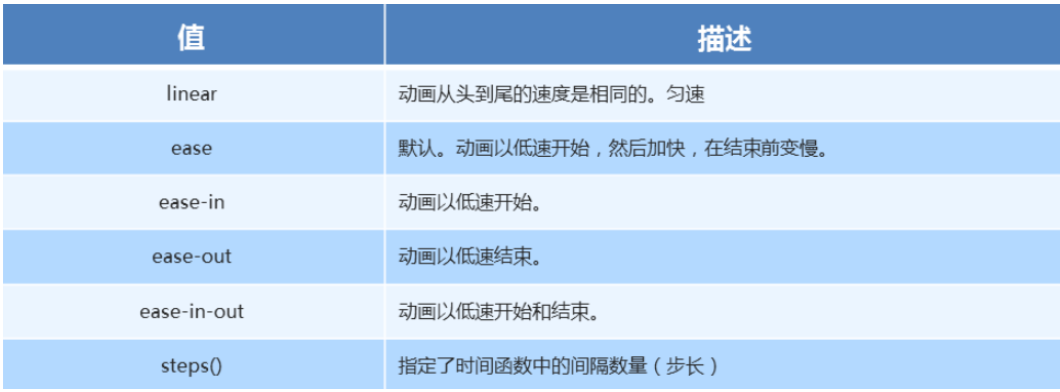 值 描述
linear 动画从头到尾的速度是相同的。匀速
ease 默认。动画以低速开始，然后加快，在结束前变慢。
ease-in 动画以低速开始。
ease-out 动画以低速结束。
ease-in-out 动画以低速开始和结束。
steps() 指定了时间函数中的间隔数量（步长）